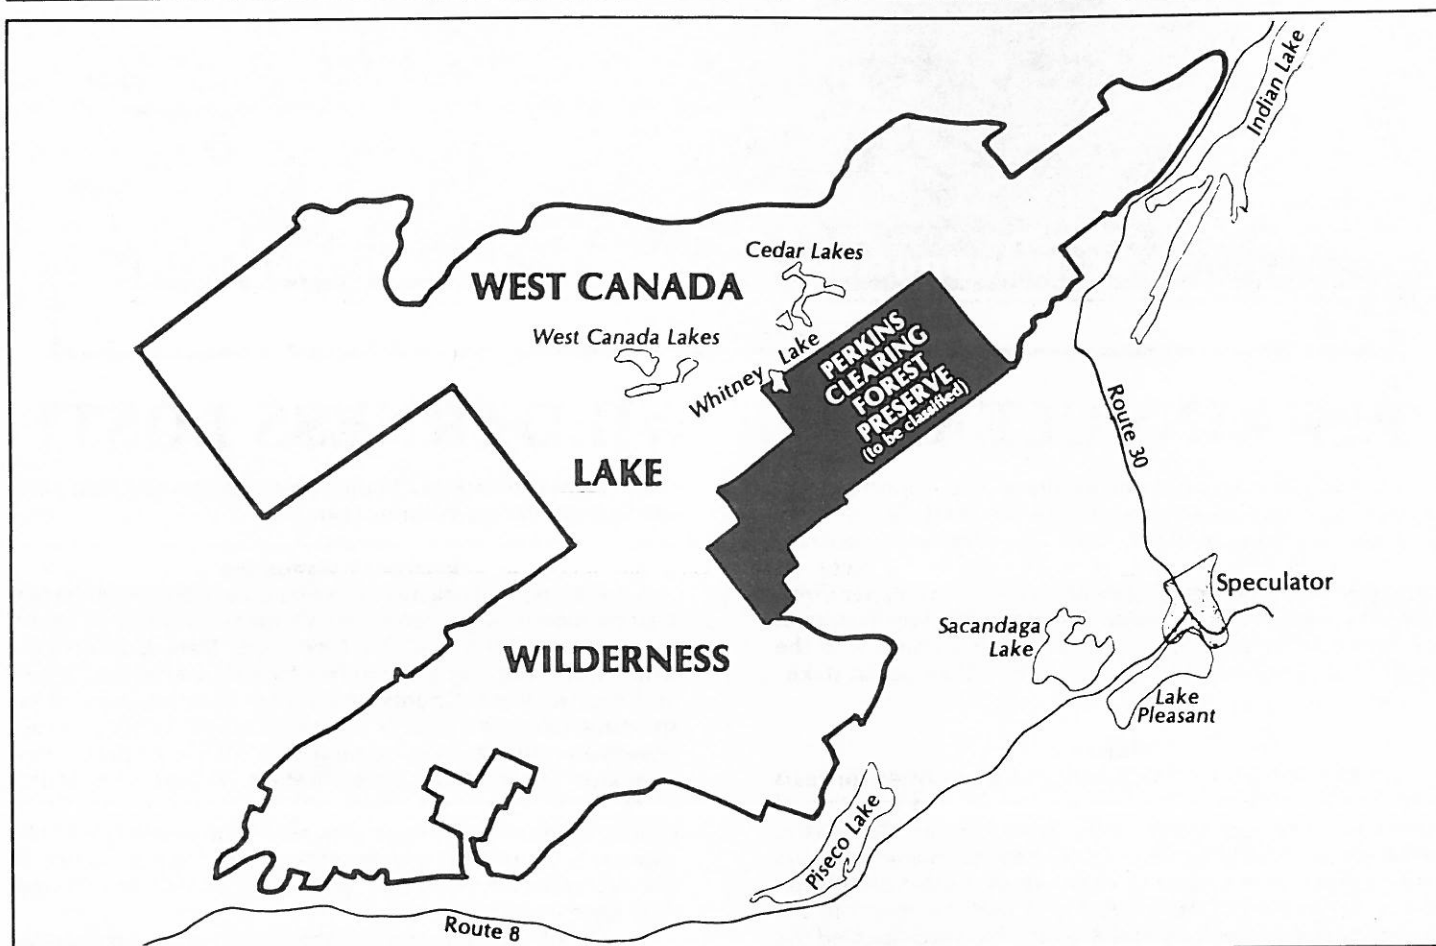 Indian Lake
Cedar Lakes
WEST CANADA
West Canada Lakes
Whitney Lake
PERKINS
CLEARING
FOREST
PRESERVE
(to be classified)
Route 30
LAKE
Speculator
Sacandaga
Lake
WILDERNESS
Lake
Pleasant
Piseco Lake
Route 8